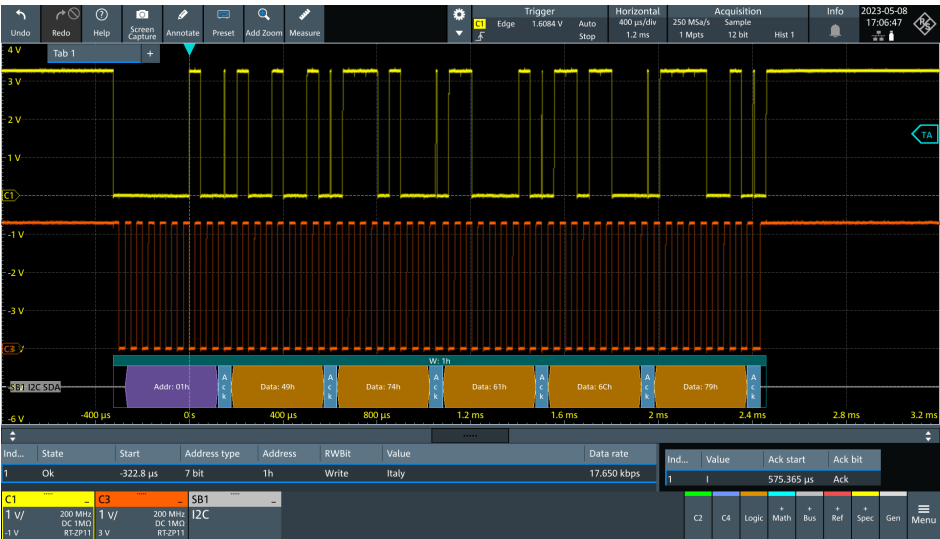 Undo Redo Help Screen Capture Annotate Preset Add Zoom Measure
Trigger Horizontal Acquisition Info 2023-05-08
C1 Edge 1.6084 V Auto 400 µs/div 250 MSa/s Sample 17:06:47
Stop 1.2 ms 1 Mpts 12 bit Hist 1
4 V Tab 1 +
3 V
2 V
TA
1 V
C1
-1 V
-2 V
-3 V
C3
W: 1h
SB1 I2C SDA Addr: 01h Ack Data: 49h Ack Data: 74h Ack Data: 61h Ack Data: 6Ch Ack Data: 79h Ack
-6 V -400 µs 0 s 400 µs 800 µs 1.2 ms 1.6 ms 2 ms 2.4 ms 2.8 ms 3.2 ms
Ind... State Start Address type Address RWBit Value Data rate
1 Ok -322.8 µs 7 bit 1h Write Italy 17.650 kbps
Ind... Value Ack start Ack bit
1 I 575.365 µs Ack
C1 C3 SB1
1 V/ 200 MHz 1 V/ 200 MHz I2C
DC 1MΩ DC 1MΩ
-1 V RT-ZP11 3 V RT-ZP11
C2 C4 Logic + Math + Bus + Ref + Spec Gen Menu